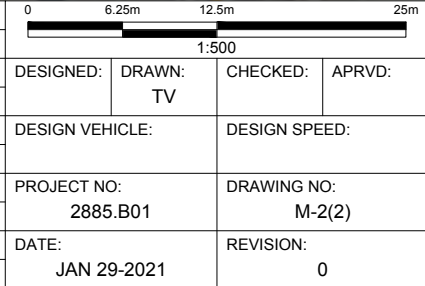 0 6.25m 12.5m 25m
1:500
DESIGNED: DRAWN: CHECKED: APRVD:
TV
DESIGN VEHICLE: DESIGN SPEED:
PROJECT NO: DRAWING NO:
2885.B01 M-2(2)
DATE: REVISION:
JAN 29-2021 0